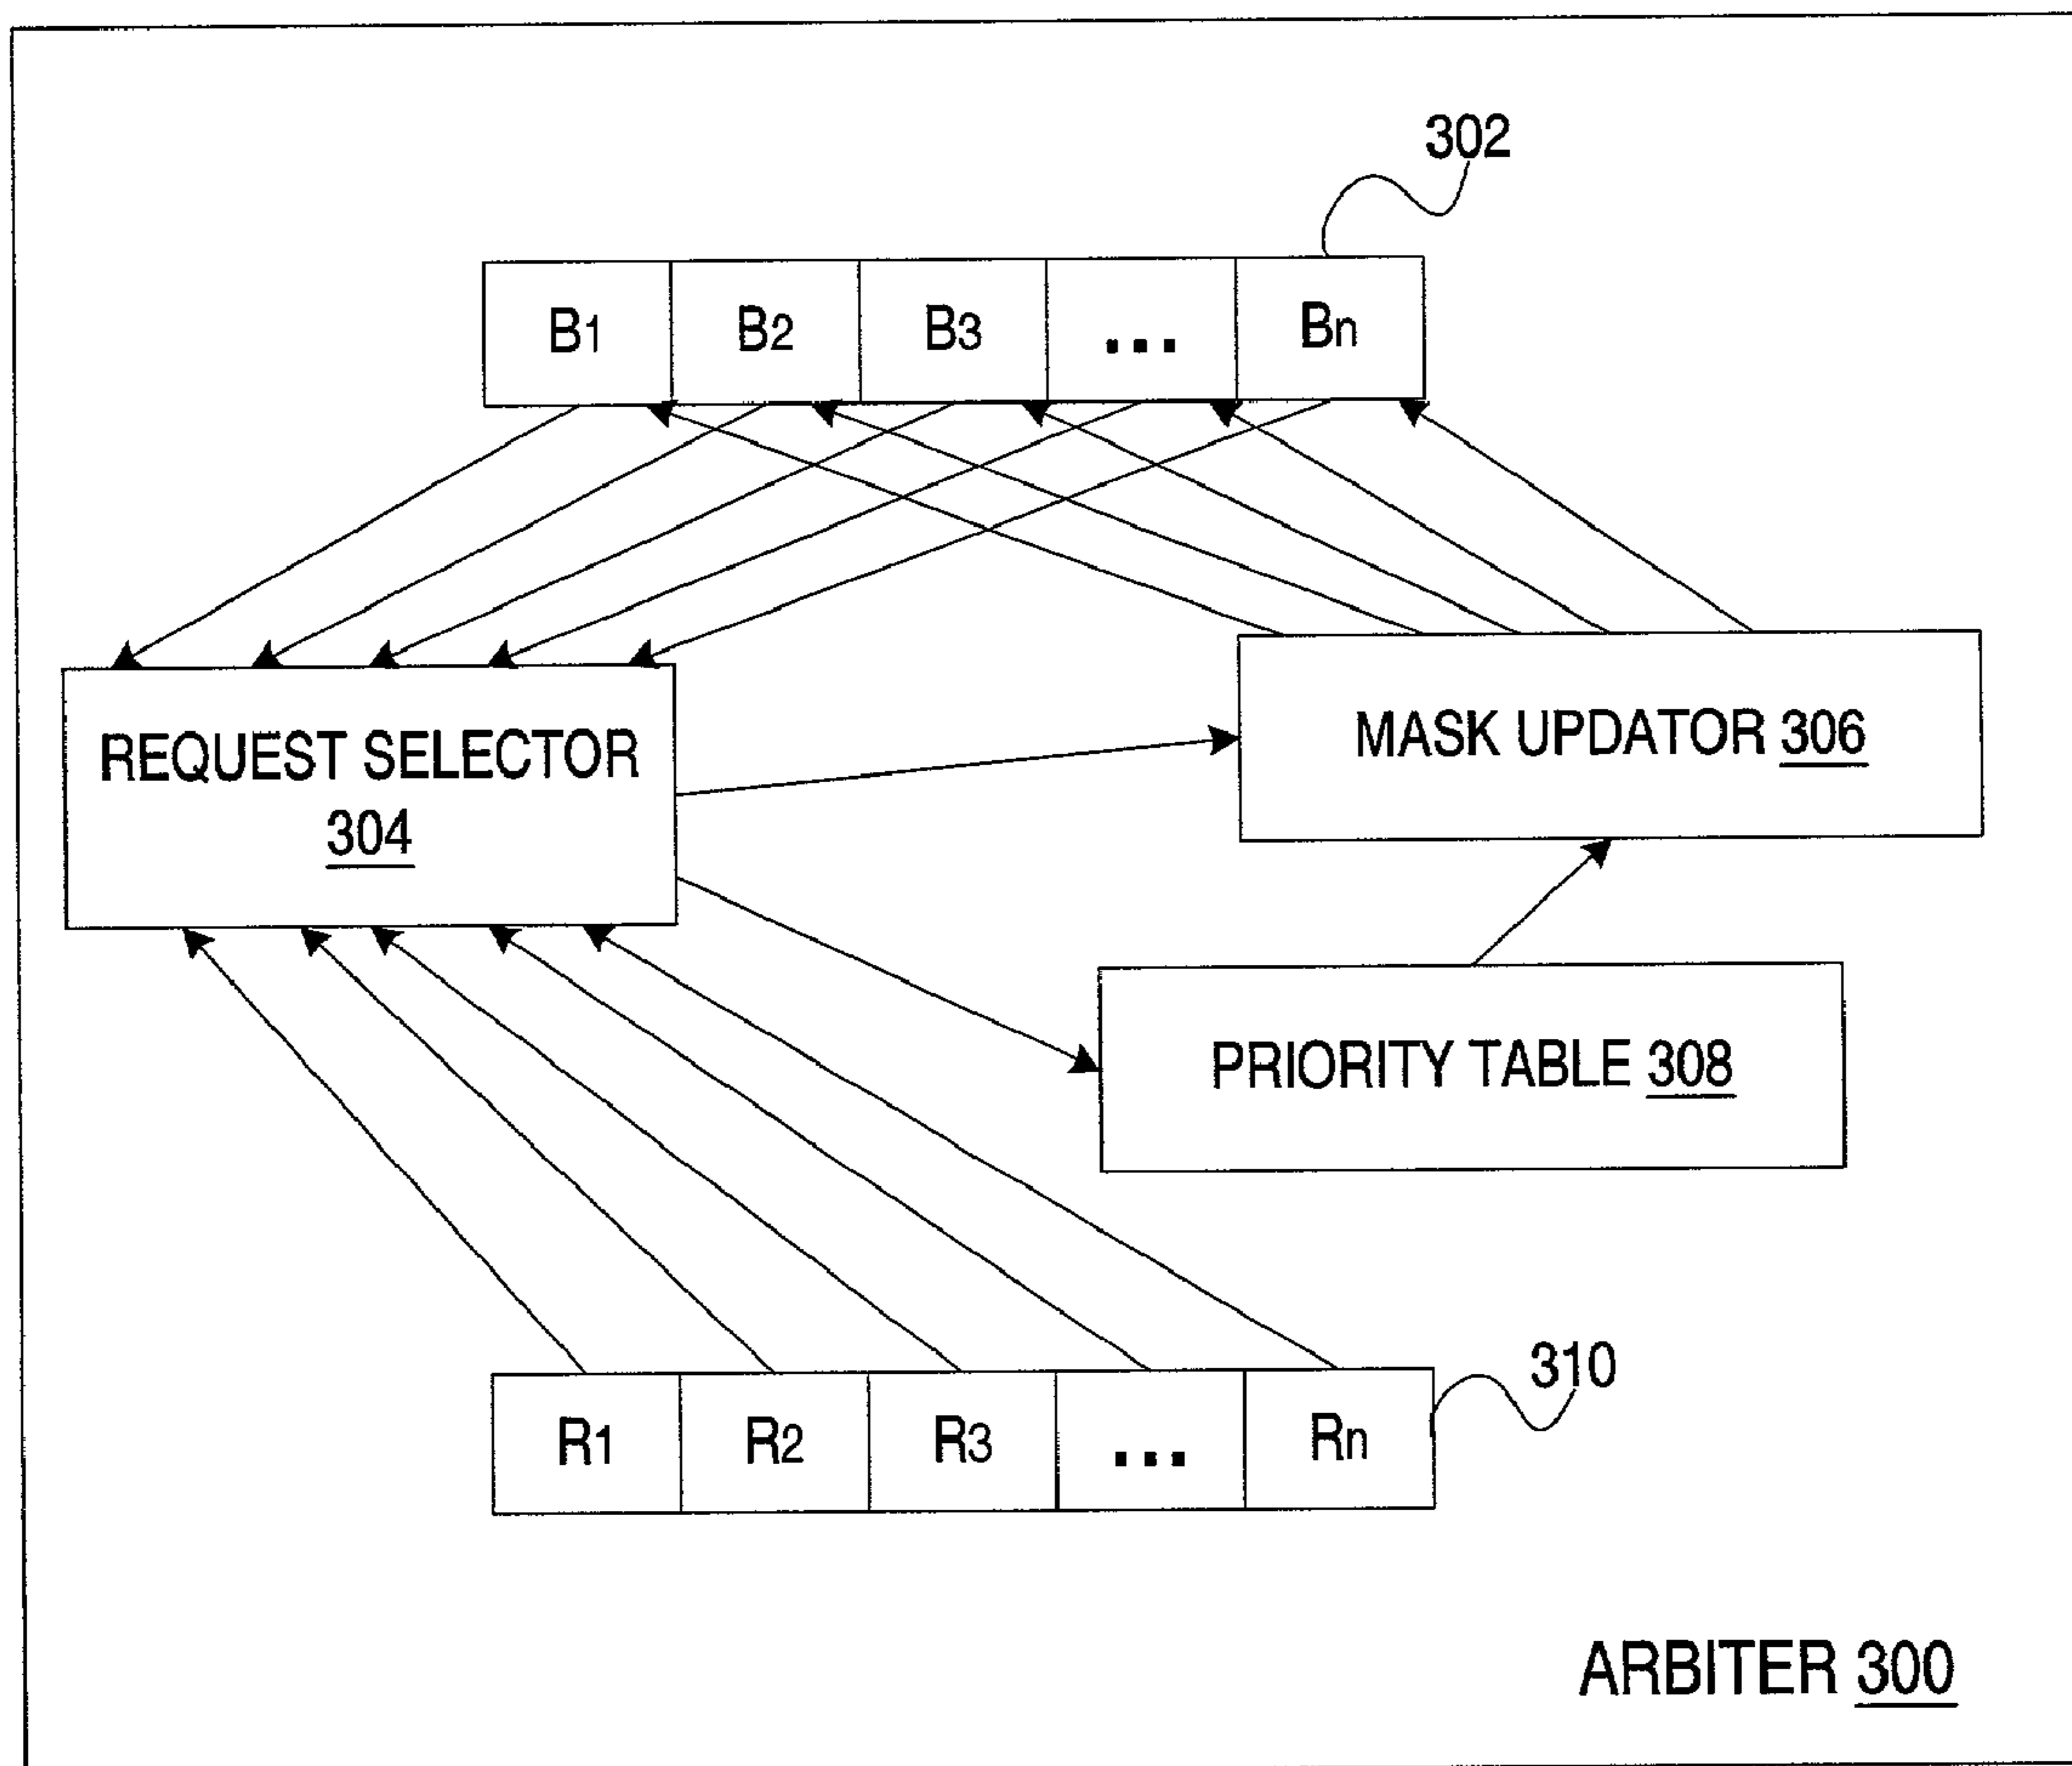 302
B1 B2 B3 ... Bn
REQUEST SELECTOR
304
MASK UPDATOR 306
PRIORITY TABLE 308
310
R1 R2 R3 ... Rn
ARBITER 300